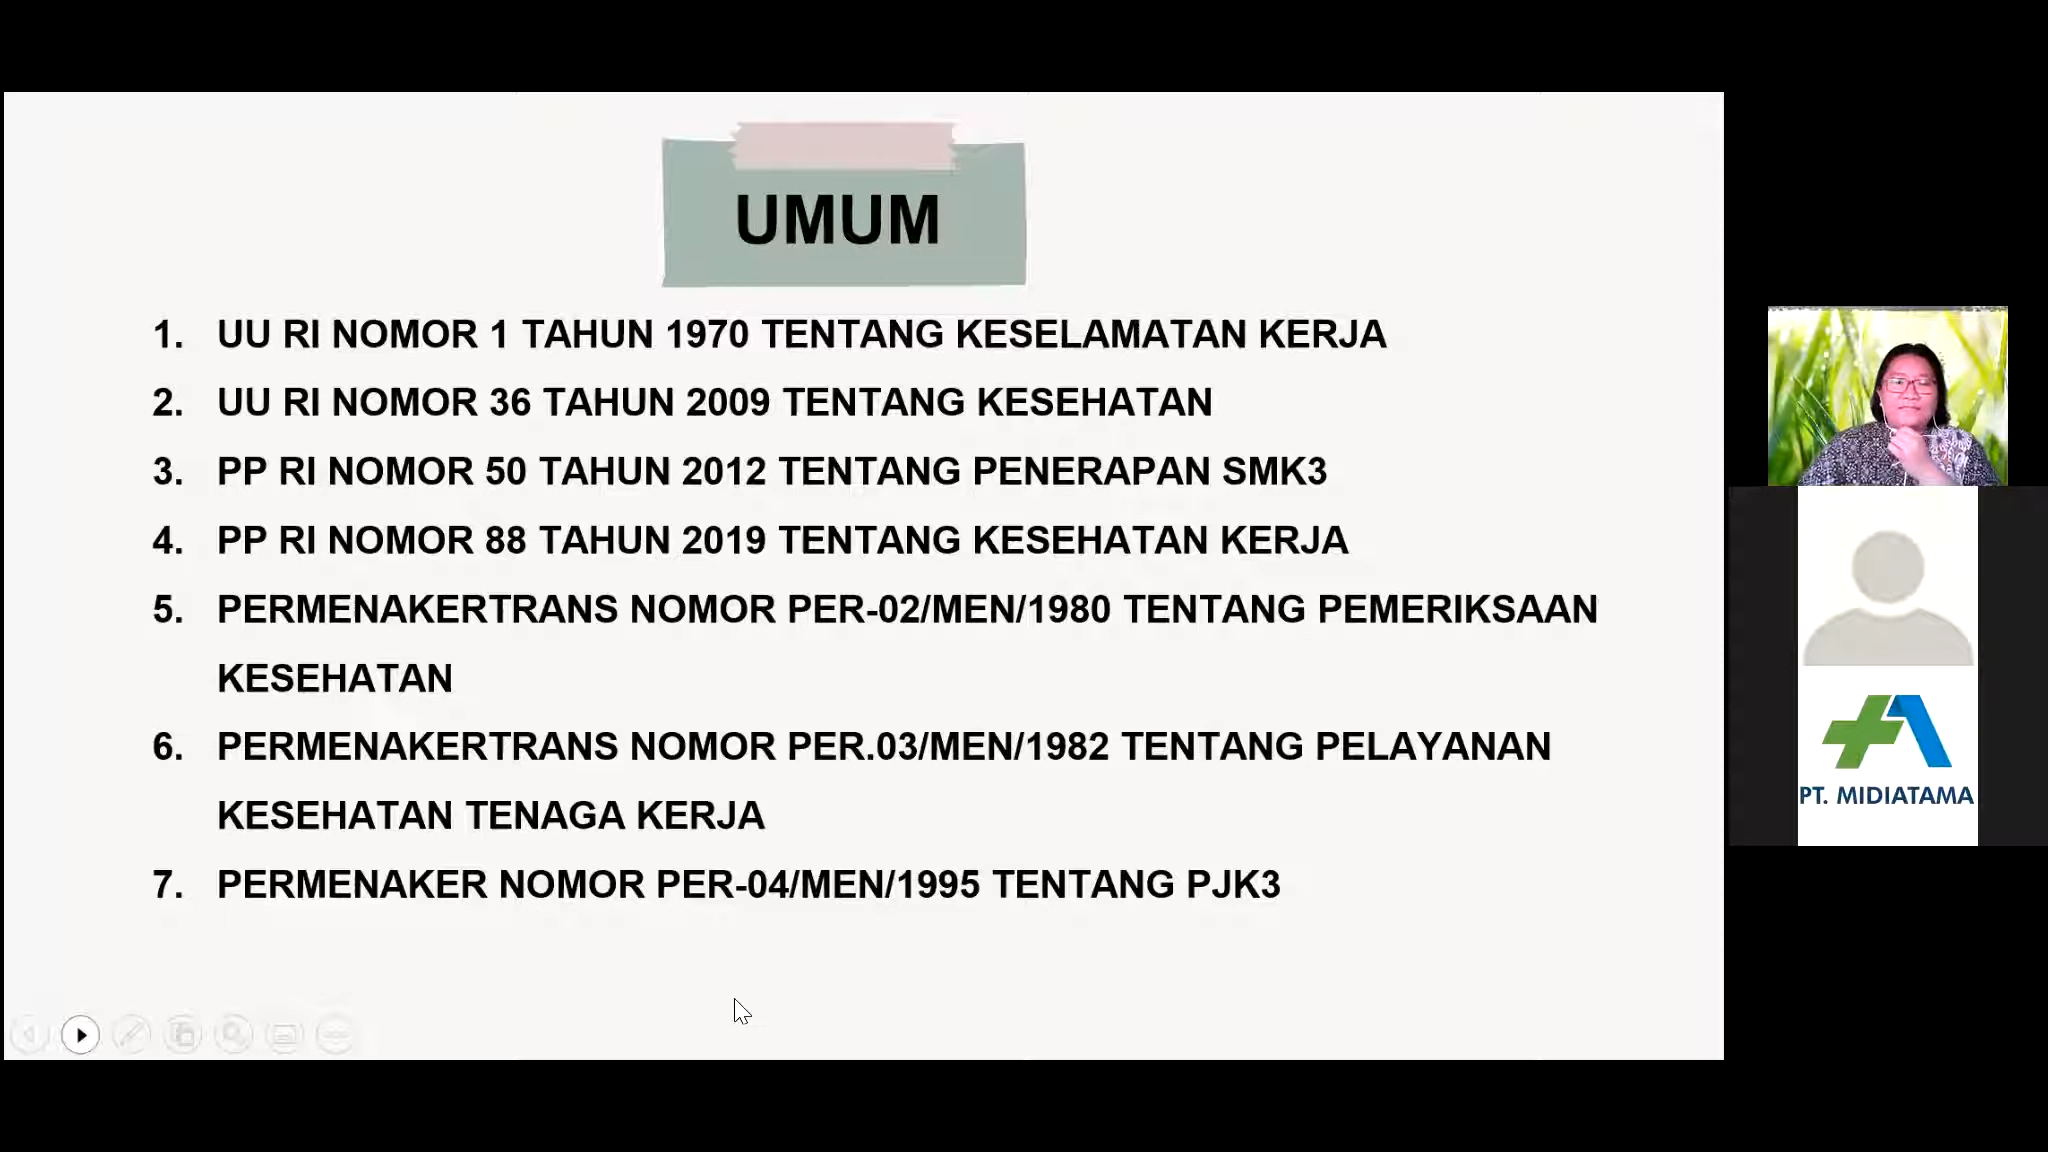 UMUM
1. UU RI NOMOR 1 TAHUN 1970 TENTANG KESELAMATAN KERJA
2. UU RI NOMOR 36 TAHUN 2009 TENTANG KESEHATAN
3. PP RI NOMOR 50 TAHUN 2012 TENTANG PENERAPAN SMK3
4. PP RI NOMOR 88 TAHUN 2019 TENTANG KESEHATAN KERJA
5. PERMENAKERTRANS NOMOR PER-02/MEN/1980 TENTANG PEMERIKSAAN
KESEHATAN
6. PERMENAKERTRANS NOMOR PER.03/MEN/1982 TENTANG PELAYANAN
KESEHATAN TENAGA KERJA
7. PERMENAKER NOMOR PER-04/MEN/1995 TENTANG PJK3
PT. MIDIATAMA